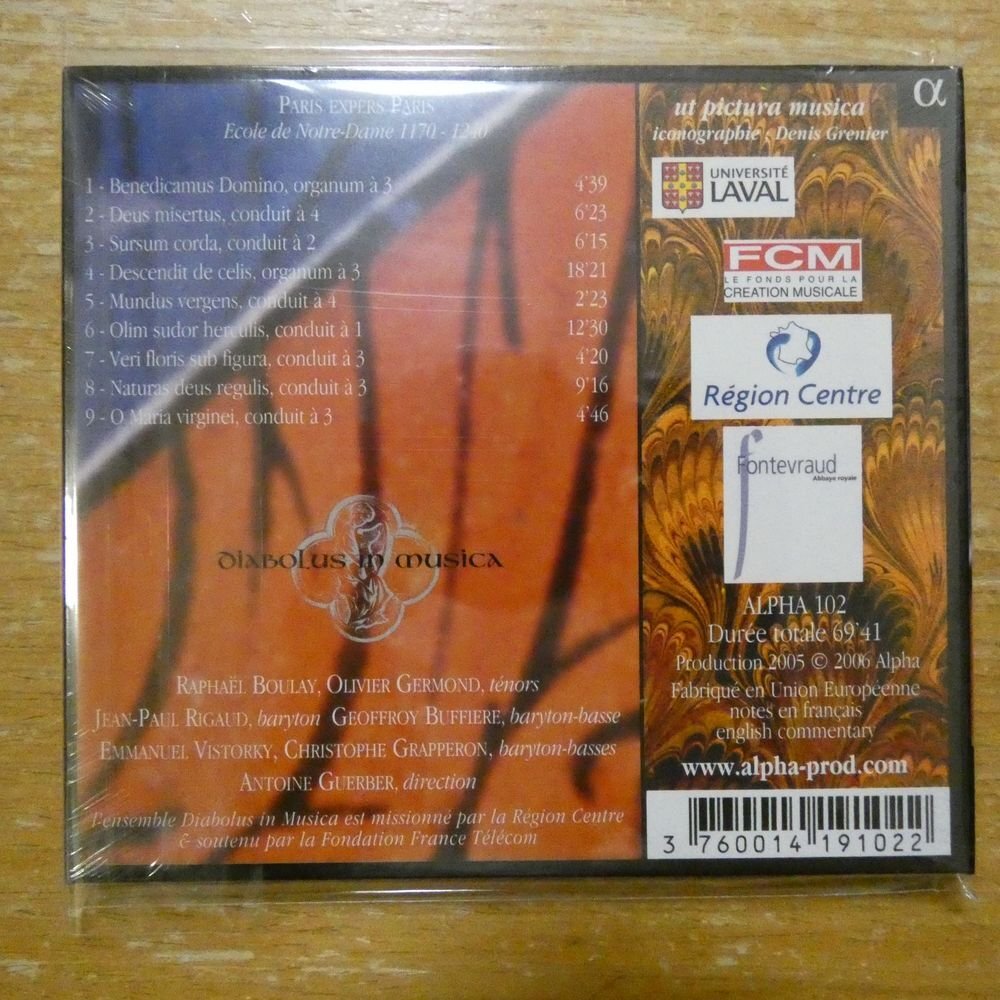 PARIS EXPERS PARIS
Ecole de Notre-Dame 1170 - 1240
1 - Benedicamus Domino, organum à 3 4'39
2 - Deus misertus, conduit à 4 6'23
3 - Sursum corda, conduit à 2 6'15
4 - Descendit de celis, organum à 3 18'21
5 - Mundus vergens, conduit à 4 2'23
6 - Olim sudor herculis, conduit à 1 12'30
7 - Veri floris sub figura, conduit à 3 4'20
8 - Naturas deus regulis, conduit à 3 9'16
9 - O Maria virginei, conduit à 3 4'46
DIABOLUS IN MUSICA
RAPHAËL BOULAY, OLIVIER GERMOND, ténors
JEAN-PAUL RIGAUD, baryton GEOFFROY BUFFIERE, baryton-basse
EMMANUEL VISTORKY, CHRISTOPHE GRAPPERON, baryton-basses
ANTOINE GUERBER, direction
l'ensemble Diabolus in Musica est missionné par la Région Centre
& soutenu par la Fondation France Télécom
α
ut pictura musica
iconographie : Denis Grenier
UNIVERSITÉ
LAVAL
FCM
LE FONDS POUR LA
CREATION MUSICALE
Région Centre
fontevraud
Abbaye royale
ALPHA 102
Durée totale 69'41
Production 2005 © 2006 Alpha
Fabriqué en Union Européenne
notes en français
english commentary
www.alpha-prod.com
3 760014 191022